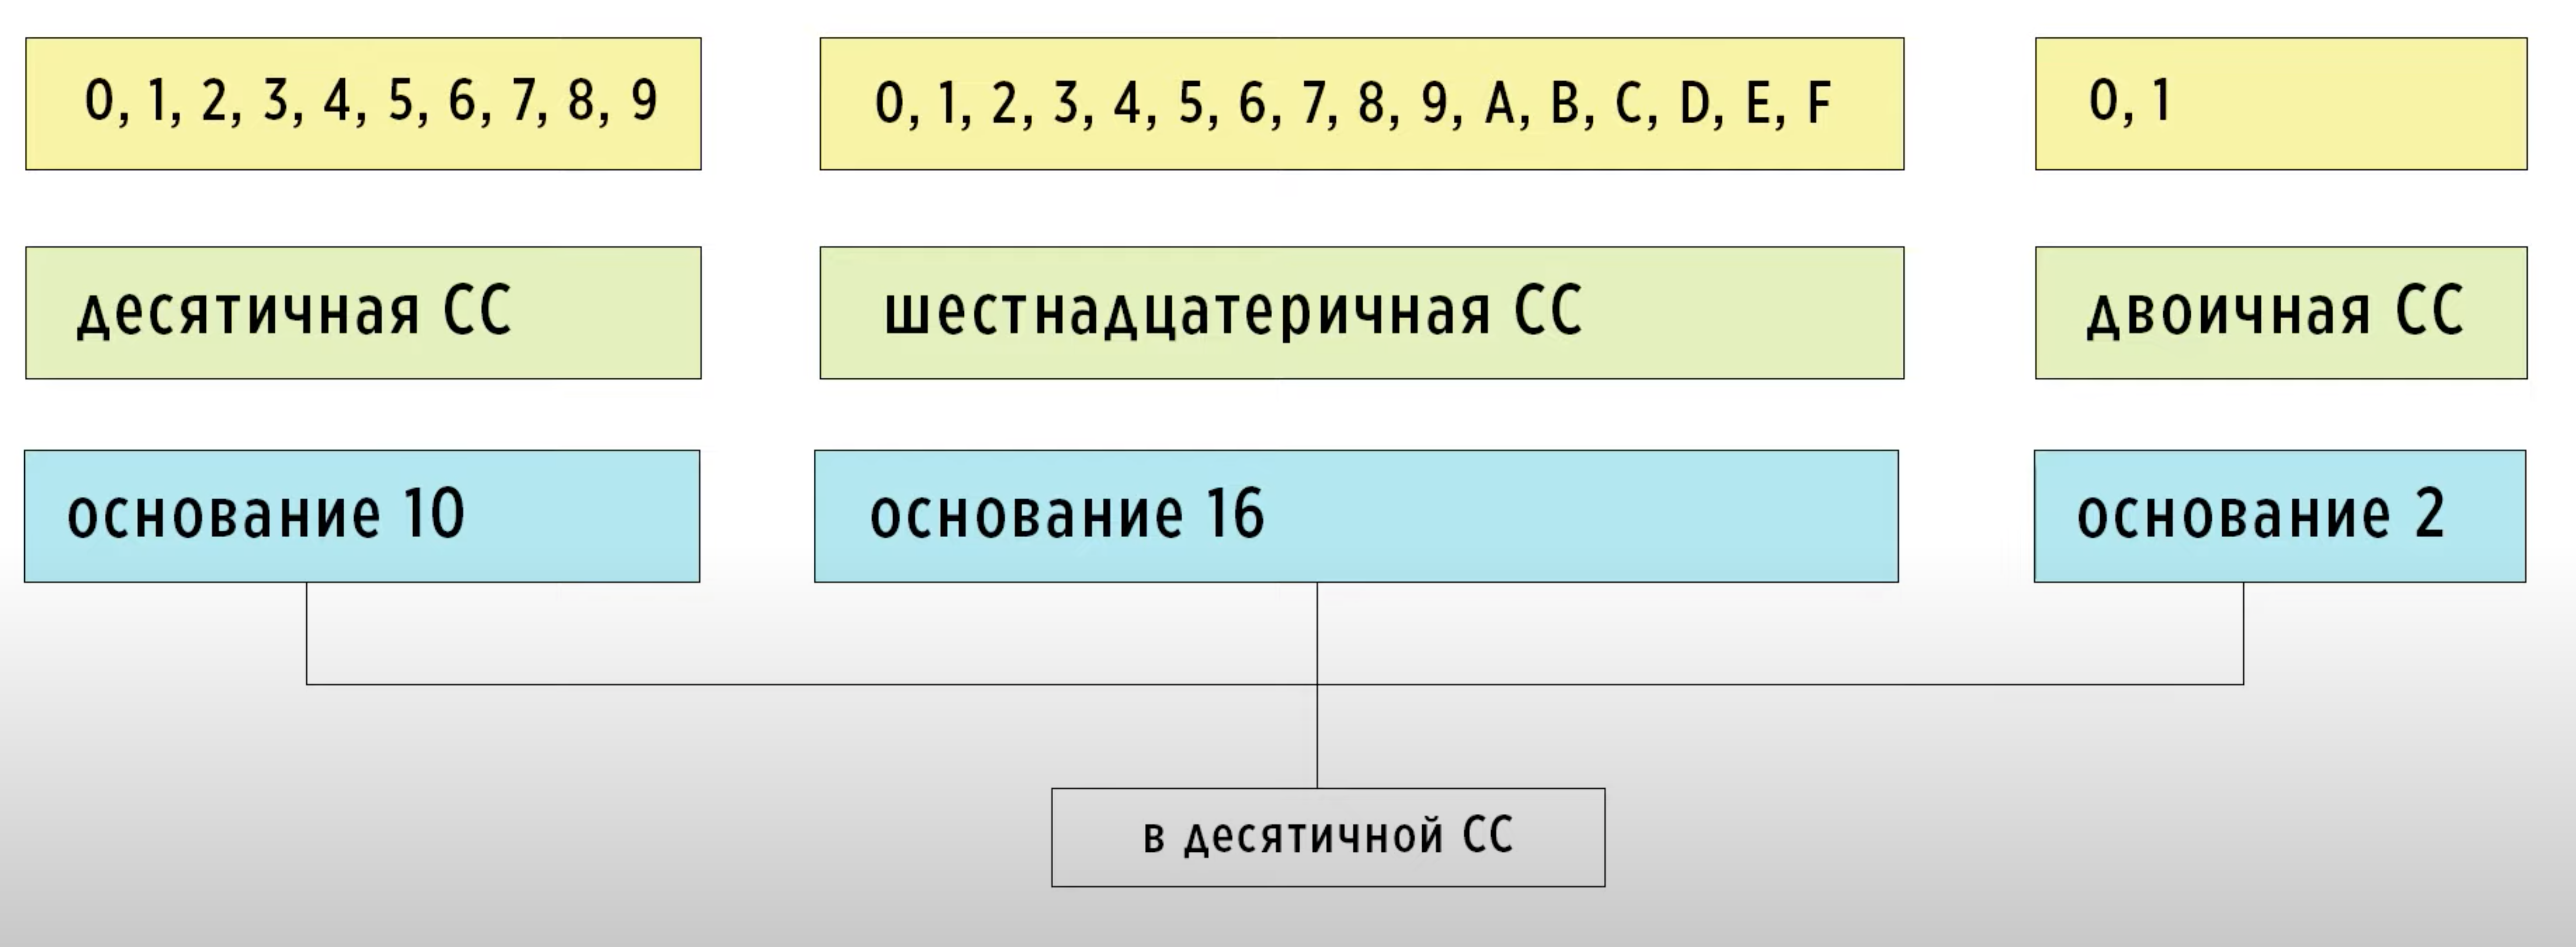 0, 1, 2, 3, 4, 5, 6, 7, 8, 9
0, 1, 2, 3, 4, 5, 6, 7, 8, 9, A, B, C, D, E, F
0, 1
десятичная СС
шестнадцатеричная СС
двоичная СС
основание 10
основание 16
основание 2
в десятичной СС